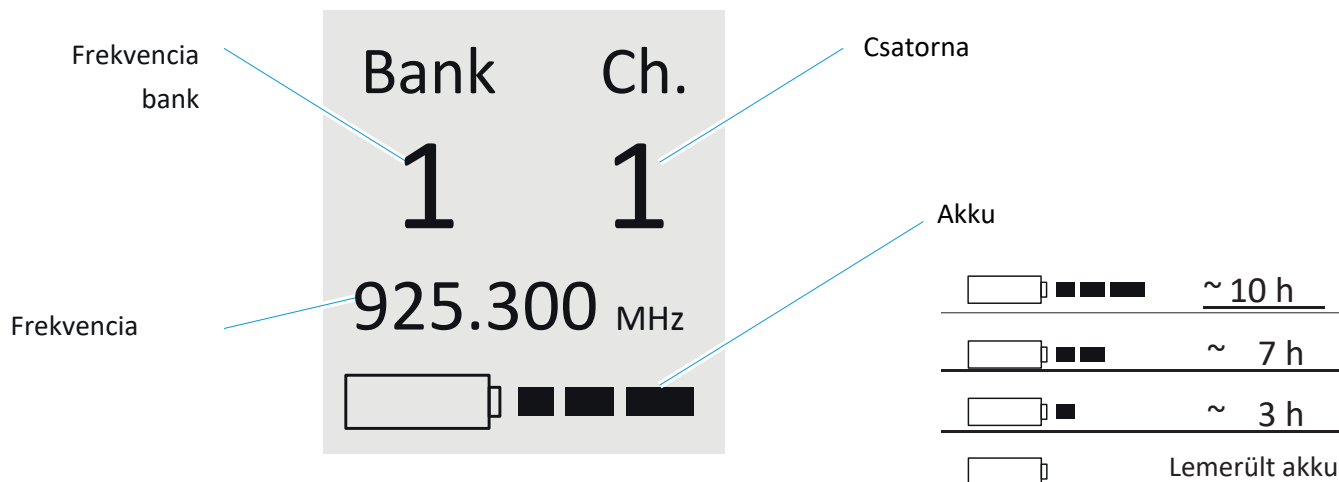 Frekvencia
bank
Bank Ch.
1 1
925.300 MHz
Csatorna
Akku
Frekvencia
~ 10 h
~ 7 h
~ 3 h
Lemerült akku